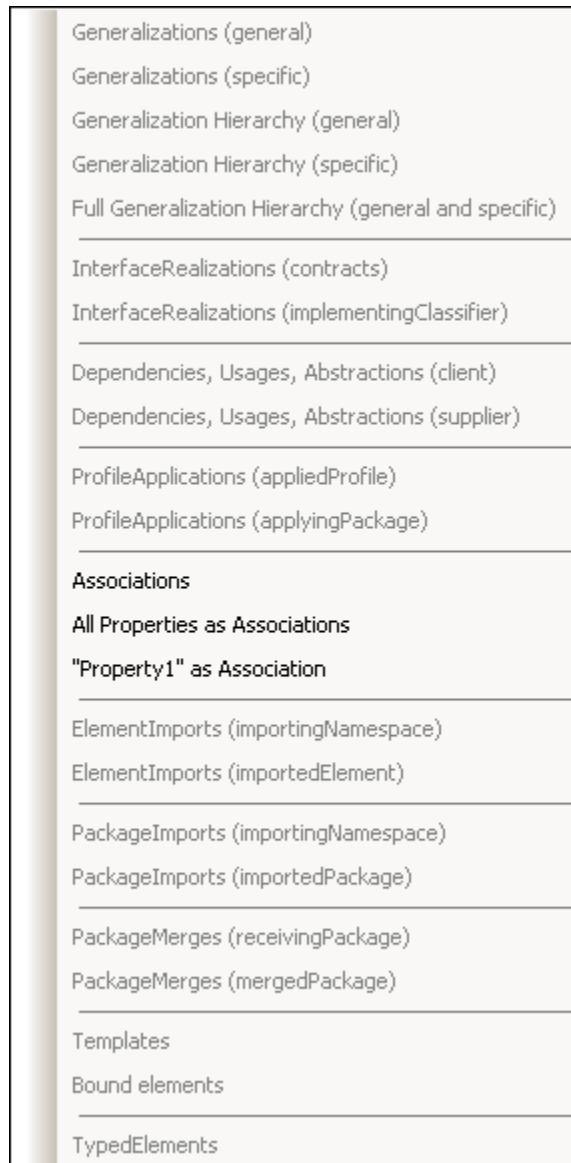 Generalizations (general)
Generalizations (specific)
Generalization Hierarchy (general)
Generalization Hierarchy (specific)
Full Generalization Hierarchy (general and specific)
InterfaceRealizations (contracts)
InterfaceRealizations (implementingClassifier)
Dependencies, Usages, Abstractions (client)
Dependencies, Usages, Abstractions (supplier)
ProfileApplications (appliedProfile)
ProfileApplications (applyingPackage)
Associations
All Properties as Associations
"Property1" as Association
ElementImports (importingNamespace)
ElementImports (importedElement)
PackageImports (importingNamespace)
PackageImports (importedPackage)
PackageMerges (receivingPackage)
PackageMerges (mergedPackage)
Templates
Bound elements
TypedElements